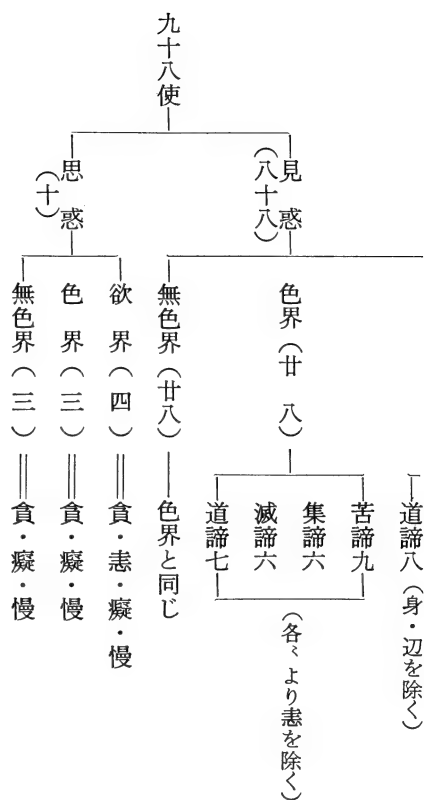 九十八使
見惑
(八十八)
思惑
(十)
道諦八(身・辺を除く)
色界(廿八)
苦諦九
集諦六
滅諦六
道諦七
(各〻より恚を除く)
無色界(廿八)
色界と同じ
欲界(四)
貪・恚・癡・慢
色界(三)
貪・癡・慢
無色界(三)
貪・癡・慢